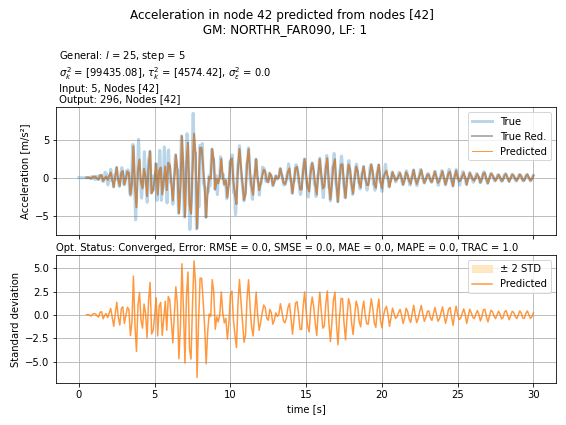 Acceleration in node 42 predicted from nodes [42]
GM: NORTHR_FAR090, LF: 1
General: l = 25, step = 5
σ²ₖ = [99435.08], τ²ₖ = [4574.42], σ²ε = 0.0
Input: 5, Nodes [42]
Output: 296, Nodes [42]
Acceleration [m/s²]
5
0
−5
True
True Red.
Predicted
Opt. Status: Converged, Error: RMSE = 0.0, SMSE = 0.0, MAE = 0.0, MAPE = 0.0, TRAC = 1.0
Standard deviation
5.0
2.5
0.0
−2.5
−5.0
± 2 STD
Predicted
0 5 10 15 20 25 30
time [s]